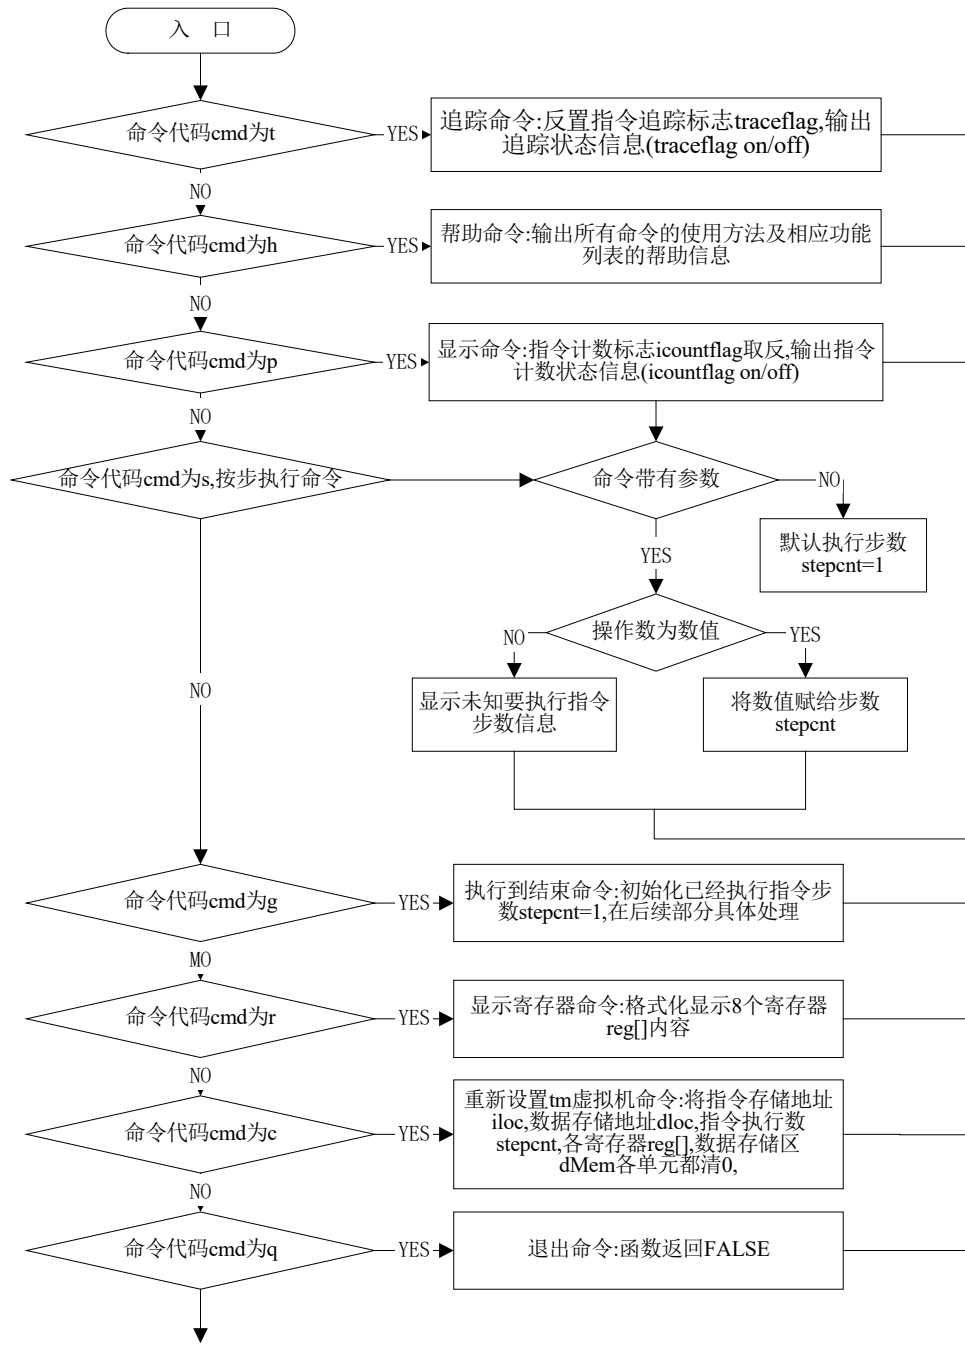 入 口
命令代码cmd为t
YES
追踪命令:反置指令追踪标志traceflag,输出
追踪状态信息(traceflag on/off)
NO
命令代码cmd为h
YES
帮助命令:输出所有命令的使用方法及相应功能
列表的帮助信息
NO
命令代码cmd为p
YES
显示命令:指令计数标志icountflag取反,输出指令
计数状态信息(icountflag on/off)
NO
命令代码cmd为s,按步执行命令
命令带有参数
NO
默认执行步数
stepcnt=1
YES
操作数为数值
NO
YES
显示未知要执行指令
步数信息
将数值赋给步数
stepcnt
NO
命令代码cmd为g
YES
执行到结束命令:初始化已经执行指令步
数stepcnt=1,在后续部分具体处理
MO
命令代码cmd为r
YES
显示寄存器命令:格式化显示8个寄存器
reg[]内容
NO
命令代码cmd为c
YES
重新设置tm虚拟机命令:将指令存储地址
iloc,数据存储地址dloc,指令执行数
stepcnt,各寄存器reg[],数据存储区
dMem各单元都清0,
NO
命令代码cmd为q
YES
退出命令:函数返回FALSE